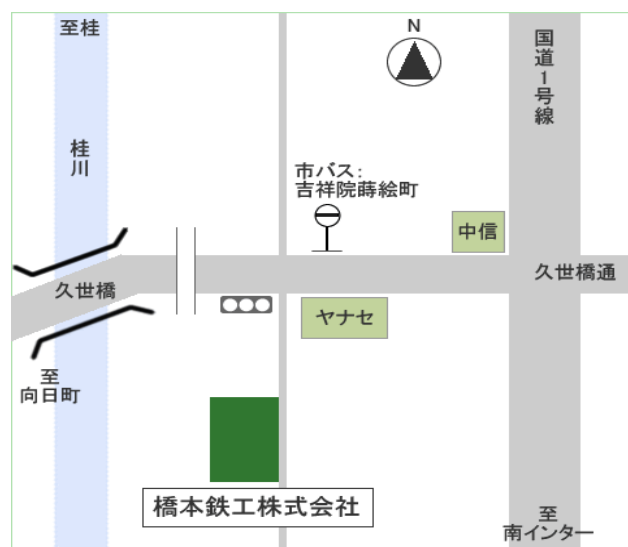 至桂
N
国道1号線
桂川
市バス：
吉祥院蒔絵町
中信
久世橋通
久世橋
ヤナセ
至
向日町
橋本鉄工株式会社
至
南インター